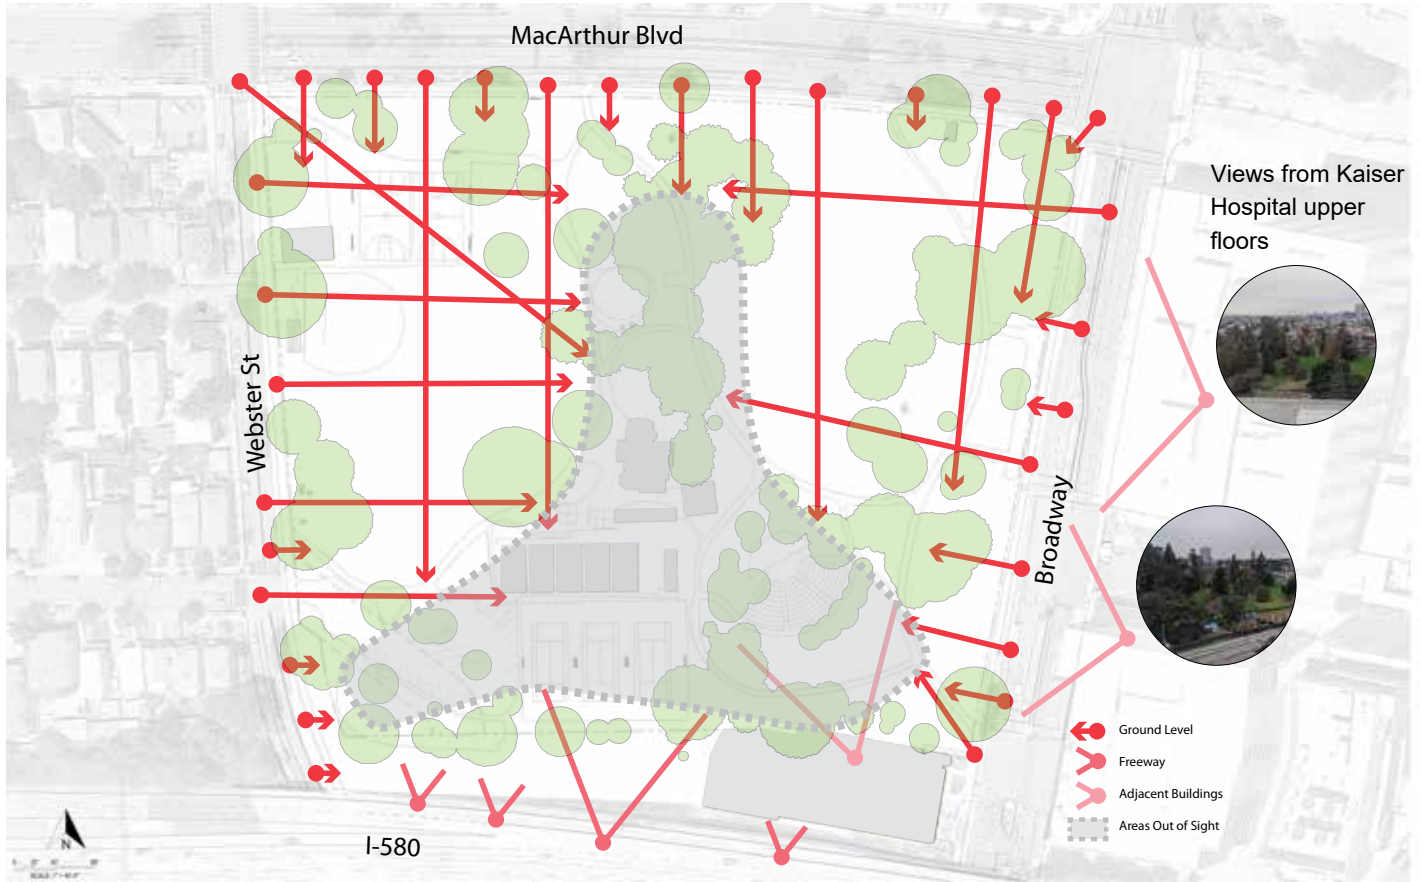 MacArthur Blvd
Views from Kaiser
Hospital upper
floors
Webster St
Broadway
Ground Level
Freeway
Adjacent Buildings
Areas Out of Sight
I-580
N